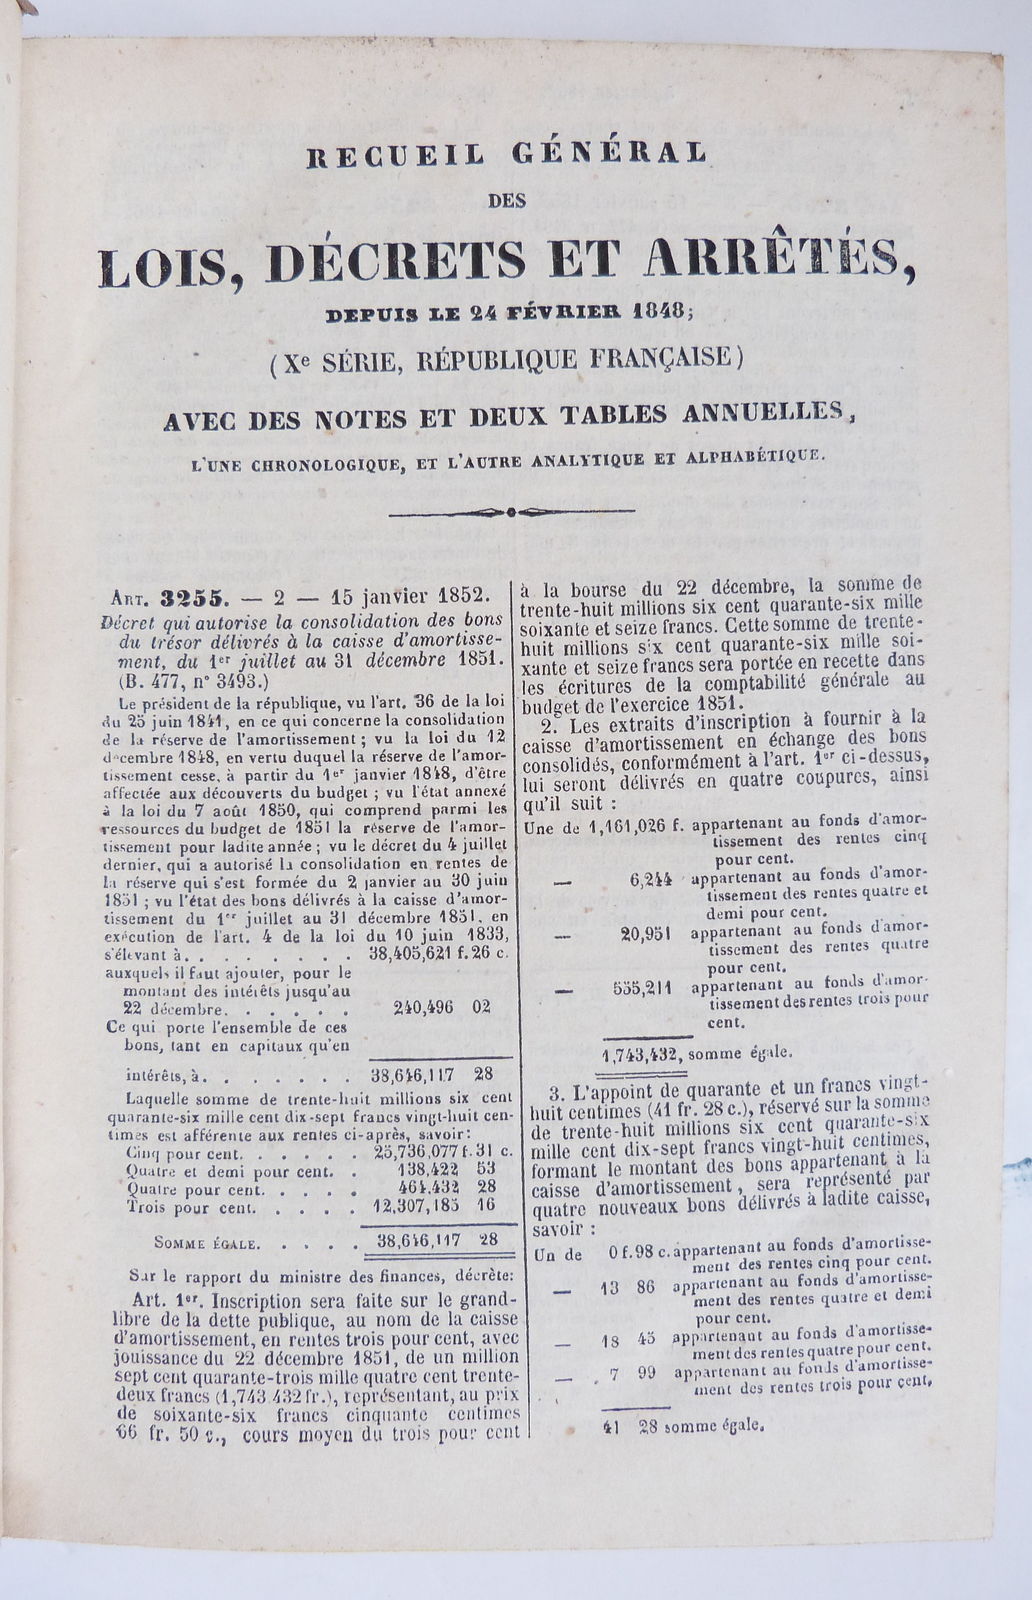 RECUEIL GÉNÉRAL
DES
LOIS, DÉCRETS ET ARRÊTÉS,
DEPUIS LE 24 FÉVRIER 1848;
(Xe SÉRIE, RÉPUBLIQUE FRANÇAISE)
AVEC DES NOTES ET DEUX TABLES ANNUELLES,
L'UNE CHRONOLOGIQUE, ET L'AUTRE ANALYTIQUE ET ALPHABÉTIQUE.
ART. 3255. — 2 — 15 janvier 1852.
Décret qui autorise la consolidation des bons
du trésor délivrés à la caisse d'amortisse-
ment, du 1er juillet au 31 décembre 1851.
(B. 477, n° 3493.)
Le président de la république, vu l'art. 36 de la loi
du 25 juin 1841, en ce qui concerne la consolidation
de la réserve de l'amortissement ; vu la loi du 12
décembre 1848, en vertu duquel la réserve de l'amor-
tissement cesse, à partir du 1er janvier 1848, d'être
affectée aux découverts du budget ; vu l'état annexé
à la loi du 7 août 1850, qui comprend parmi les
ressources du budget de 1851 la réserve de l'amor-
tissement pour ladite année ; vu le décret du 4 juillet
dernier, qui a autorisé la consolidation en rentes de
la réserve qui s'est formée du 2 janvier au 30 juin
1851 ; vu l'état des bons délivrés à la caisse d'amor-
tissement du 1er juillet au 31 décembre 1851, en
exécution de l'art. 4 de la loi du 10 juin 1833,
s'élevant à. . . . . . . . . 38,405,621 f. 26 c.
auxquels il faut ajouter, pour le
montant des intérêts jusqu'au
22 décembre. . . . . . 240,496 02
Ce qui porte l'ensemble de ces
bons, tant en capitaux qu'en
intérêts, à. . . . . . . . 38,646,117 28
Laquelle somme de trente-huit millions six cent
quarante-six mille cent dix-sept francs vingt-huit cen-
times est afférente aux rentes ci-après, savoir :
Cinq pour cent. . . . . . 25,736,077 f. 31 c.
Quatre et demi pour cent. . 138,422 53
Quatre pour cent. . . . . 464,432 28
Trois pour cent. . . . . 12,307,185 16
SOMME ÉGALE. . . . . 38,646,117 28
Sur le rapport du ministre des finances, décrète:
Art. 1er. Inscription sera faite sur le grand-
libre de la dette publique, au nom de la caisse
d'amortissement, en rentes trois pour cent, avec
jouissance du 22 décembre 1851, de un million
sept cent quarante-trois mille quatre cent trente-
deux francs (1,743,432 fr.), représentant, au prix
de soixante-six francs cinquante centimes
66 fr. 50 c., cours moyen du trois pour cent
à la bourse du 22 décembre, la somme de
trente-huit millions six cent quarante-six mille
soixante et seize francs. Cette somme de trente-
huit millions six cent quarante-six mille soi-
xante et seize francs sera portée en recette dans
les écritures de la comptabilité générale au
budget de l'exercice 1851.
2. Les extraits d'inscription à fournir à la
caisse d'amortissement en échange des bons
consolidés, conformément à l'art. 1er ci-dessus,
lui seront délivrés en quatre coupures, ainsi
qu'il suit :
Une de 1,161,026 f. appartenant au fonds d'amor-
tissement des rentes cinq
pour cent.
— 6,244 appartenant au fonds d'amor-
tissement des rentes quatre et
demi pour cent.
— 20,951 appartenant au fonds d'amor-
tissement des rentes quatre
pour cent.
— 555,211 appartenant au fonds d'amor-
tissement des rentes trois pour
cent.
1,743,432, somme égale.
3. L'appoint de quarante et un francs vingt-
huit centimes (41 fr. 28 c.), réservé sur la somme
de trente-huit millions six cent quarante-six
mille cent dix-sept francs vingt-huit centimes,
formant le montant des bons appartenant à la
caisse d'amortissement, sera représenté par
quatre nouveaux bons délivrés à ladite caisse,
savoir :
Un de 0 f. 98 c. appartenant au fonds d'amortisse-
ment des rentes cinq pour cent.
— 13 86 appartenant au fonds d'amortisse-
ment des rentes quatre et demi
pour cent.
— 18 45 appartenant au fonds d'amortisse-
ment des rentes quatre pour cent.
— 7 99 appartenant au fonds d'amortisse-
ment des rentes trois pour cent.
41 28 somme égale.